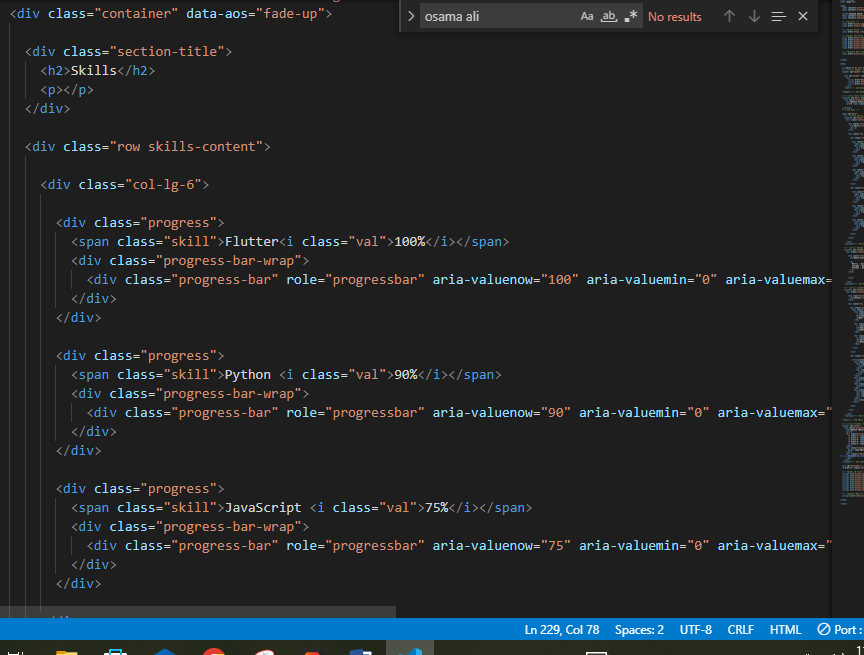 <div class="container" data-aos="fade-up">
osama ali Aa ab .* No results
<div class="section-title">
<h2>Skills</h2>
<p></p>
</div>
<div class="row skills-content">
<div class="col-lg-6">
<div class="progress">
<span class="skill">Flutter<i class="val">100%</i></span>
<div class="progress-bar-wrap">
<div class="progress-bar" role="progressbar" aria-valuenow="100" aria-valuemin="0" aria-valuemax=
</div>
</div>
<div class="progress">
<span class="skill">Python <i class="val">90%</i></span>
<div class="progress-bar-wrap">
<div class="progress-bar" role="progressbar" aria-valuenow="90" aria-valuemin="0" aria-valuemax="
</div>
</div>
<div class="progress">
<span class="skill">JavaScript <i class="val">75%</i></span>
<div class="progress-bar-wrap">
<div class="progress-bar" role="progressbar" aria-valuenow="75" aria-valuemin="0" aria-valuemax="
</div>
</div>
Ln 229, Col 78 Spaces: 2 UTF-8 CRLF HTML Port :